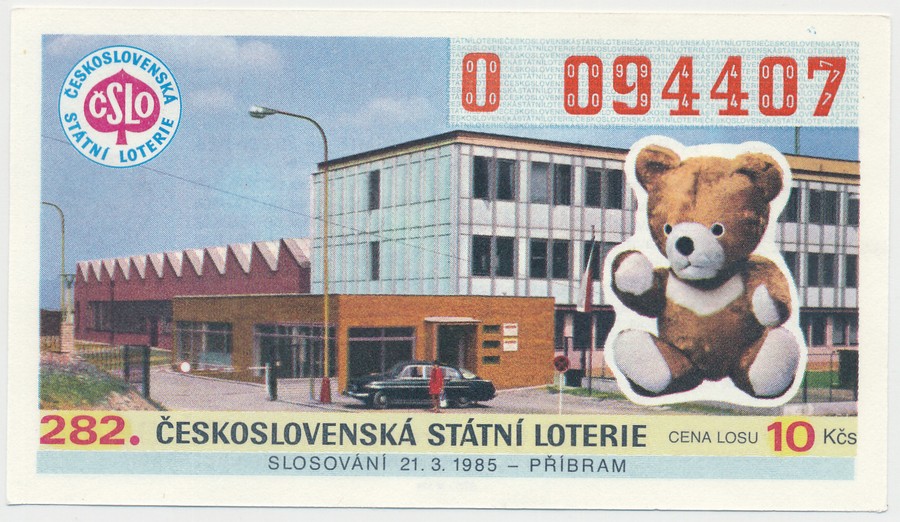 ČESKOSLOVENSKÁ
ČSLO
STÁTNÍ LOTERIE
0 094407
282. ČESKOSLOVENSKÁ STÁTNÍ LOTERIE CENA LOSU 10 Kčs
SLOSOVÁNÍ 21. 3. 1985 – PŘÍBRAM